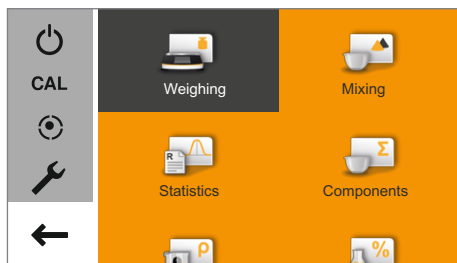 CAL
Weighing
Mixing
R
Σ
Statistics
Components
ρ
%